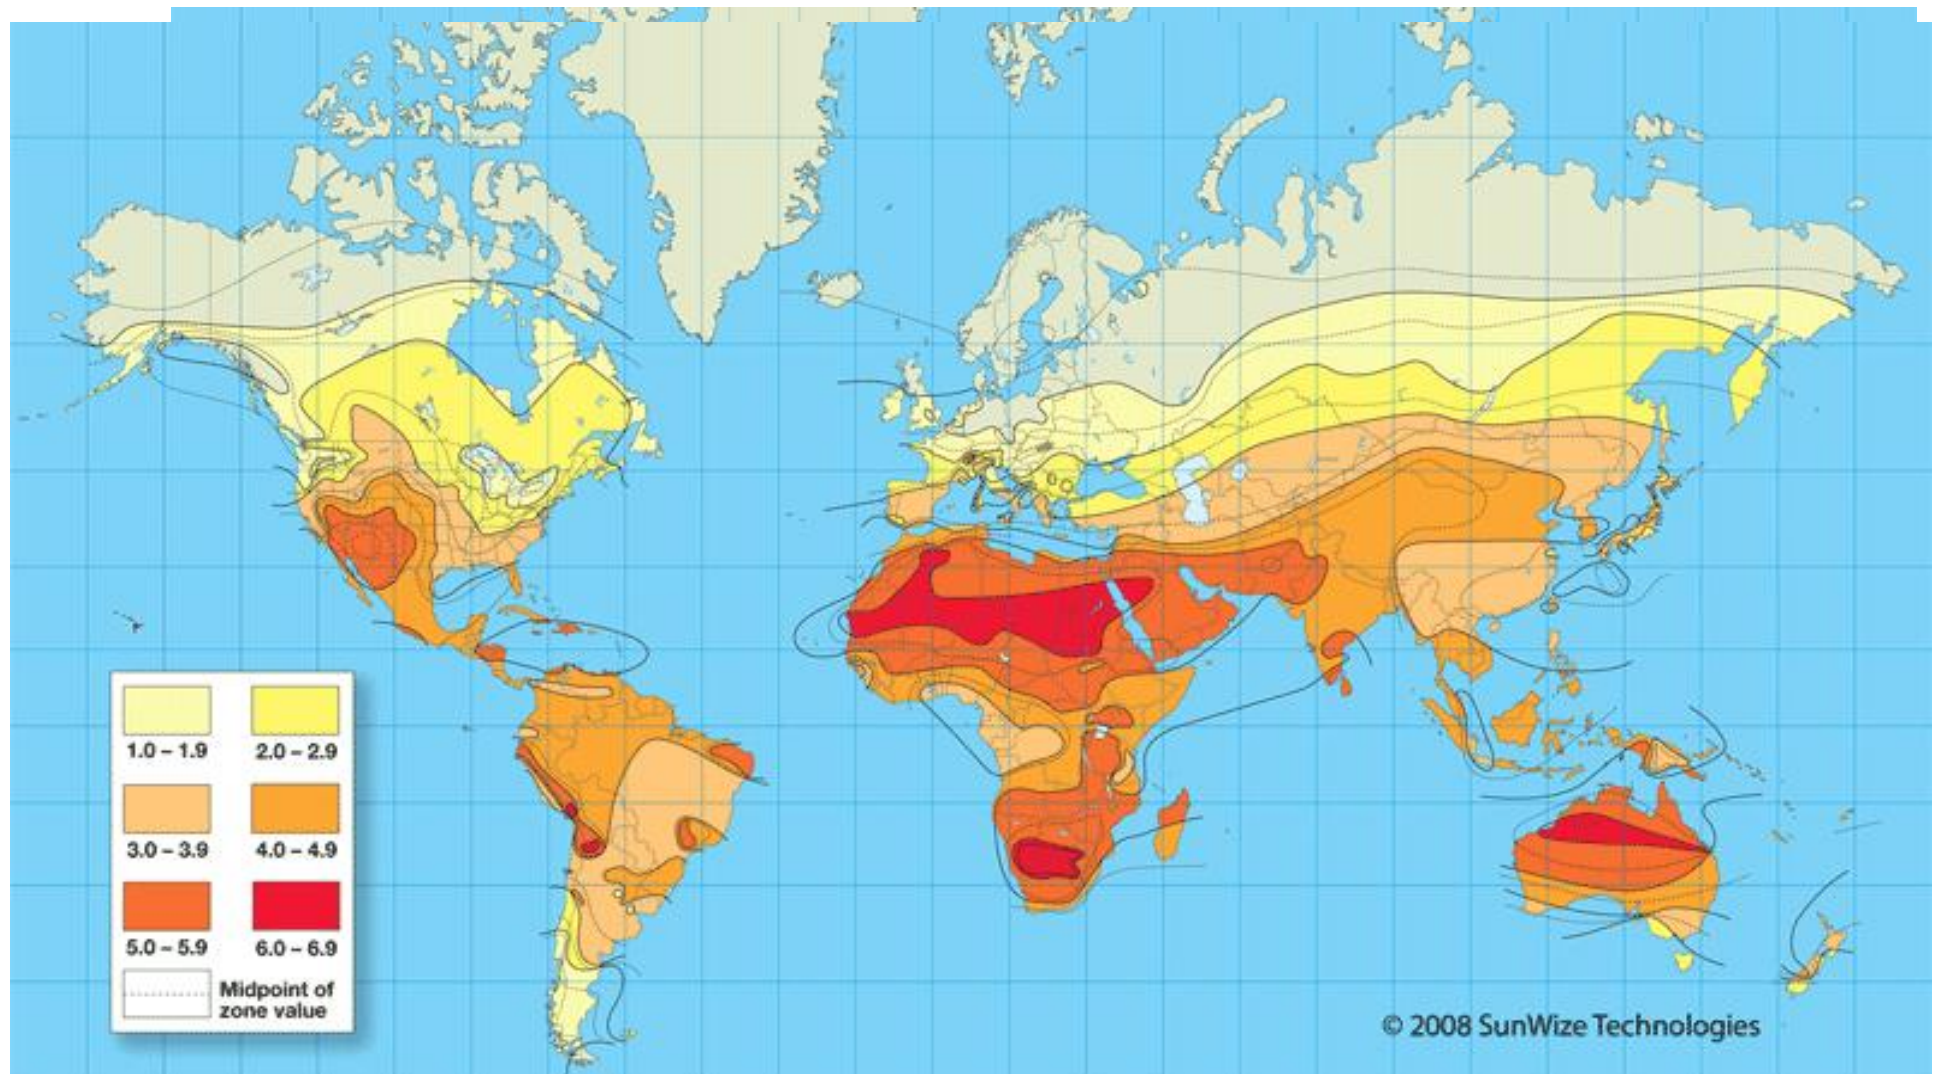 1.0 – 1.9
2.0 – 2.9
3.0 – 3.9
4.0 – 4.9
5.0 – 5.9
6.0 – 6.9
Midpoint of
zone value
© 2008 SunWize Technologies